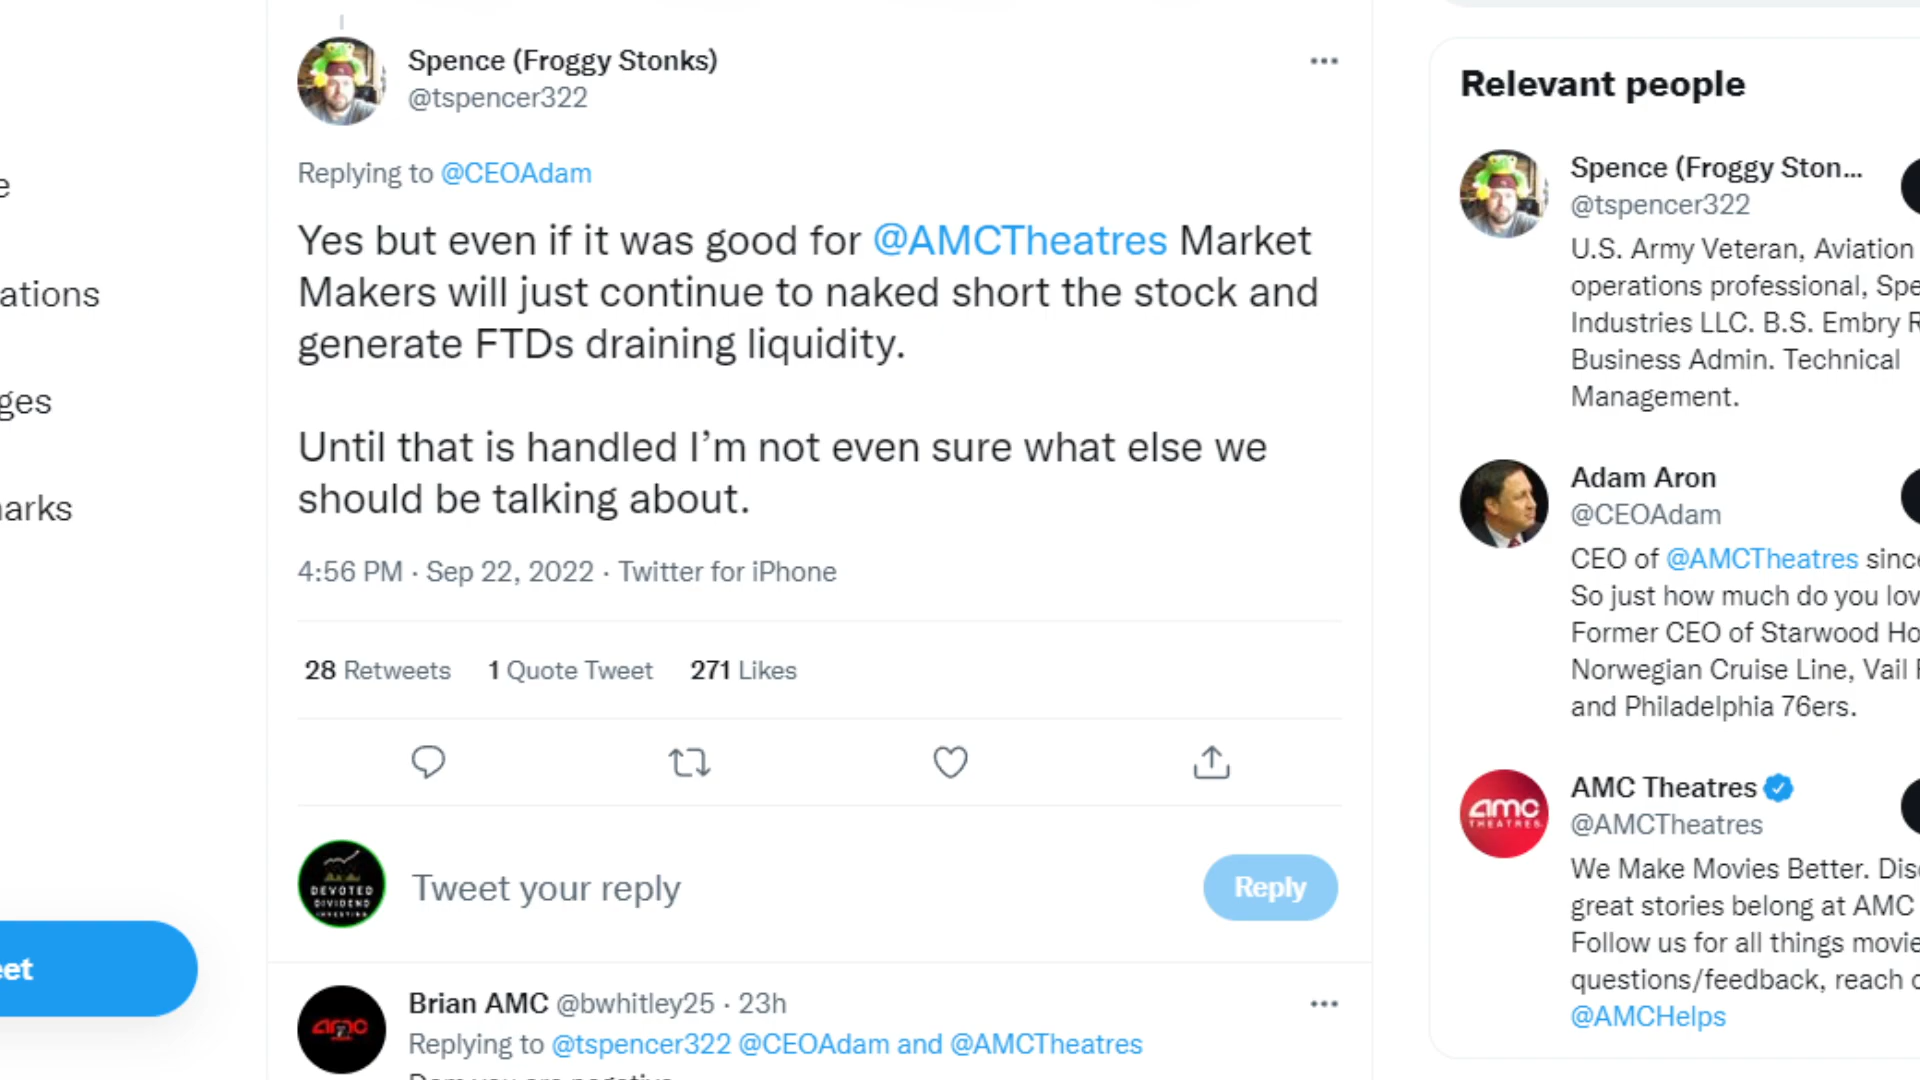 Spence (Froggy Stonks)
@tspencer322
Replying to @CEOAdam
Yes but even if it was good for @AMCTheatres Market
Makers will just continue to naked short the stock and
generate FTDs draining liquidity.
Until that is handled I’m not even sure what else we
should be talking about.
4:56 PM · Sep 22, 2022 · Twitter for iPhone
28 Retweets 1 Quote Tweet 271 Likes
DEVOTED
DIVIDEND
INVESTING
Tweet your reply
Reply
Brian AMC @bwhitley25 · 23h
Replying to @tspencer322 @CEOAdam and @AMCTheatres
e
ations
ges
arks
eet
Relevant people
Spence (Froggy Ston...
@tspencer322
U.S. Army Veteran, Aviation
operations professional, Spe
Industries LLC. B.S. Embry R
Business Admin. Technical
Management.
Adam Aron
@CEOAdam
CEO of @AMCTheatres since
So just how much do you lov
Former CEO of Starwood Ho
Norwegian Cruise Line, Vail
and Philadelphia 76ers.
amc
THEATRES
AMC Theatres
@AMCTheatres
We Make Movies Better. Disc
great stories belong at AMC
Follow us for all things movie
questions/feedback, reach
@AMCHelps